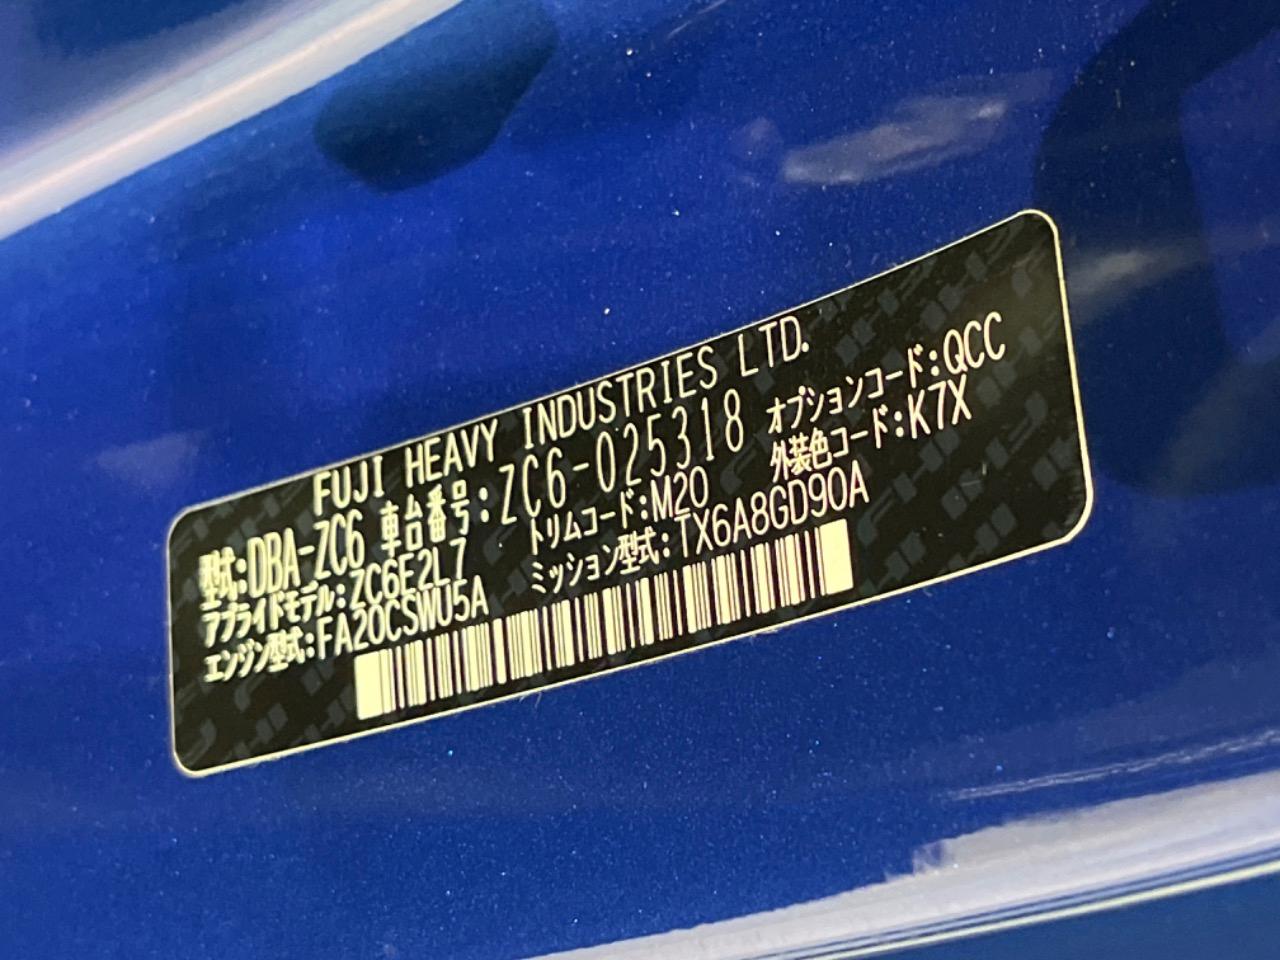 FUJI HEAVY INDUSTRIES LTD.
型式:DBA-ZC6 車台番号:ZC6-025318 オプションコード:QCC
アプライドモデル:ZC6E2L7 トリムコード:M20 外装色コード:K7X
エンジン型式:FA20CSWU5A ミッション型式:TX6A8GD90A